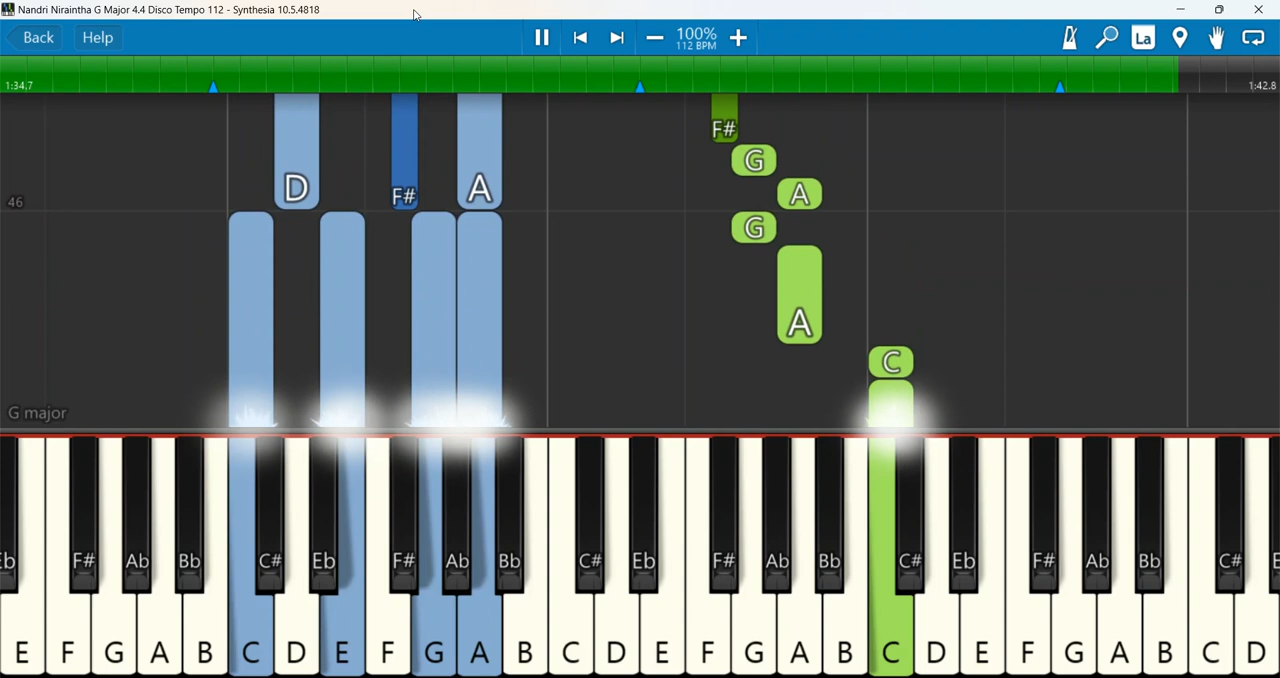 Nandri Niraintha G Major 4.4 Disco Tempo 112 - Synthesia 10.5.4818
Back Help 100% La
112 BPM
1:34.7 1:42.8
F#
G
D F# A A
46
G
A
C
G major
Eb F# Ab Bb C# Eb F# Ab Bb C# Eb F# Ab Bb C# Eb F# Ab Bb C# E
E F G A B C D E F G A B C D E F G A B C D E F G A B C D